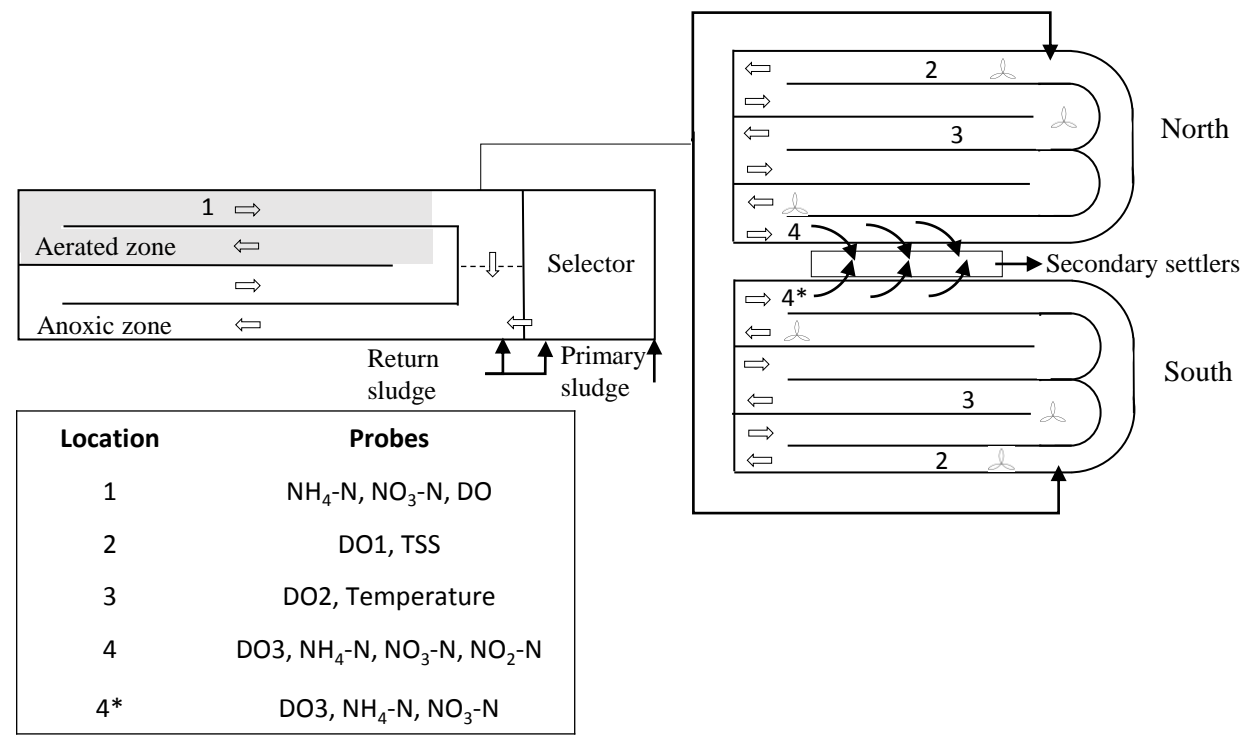 2
North
3
1
4
Secondary settlers
Aerated zone
Selector
4*
Anoxic zone
Return
sludge
Primary
sludge
South
3
2
Location Probes
1 NH₄-N, NO₃-N, DO
2 DO1, TSS
3 DO2, Temperature
4 DO3, NH₄-N, NO₃-N, NO₂-N
4* DO3, NH₄-N, NO₃-N